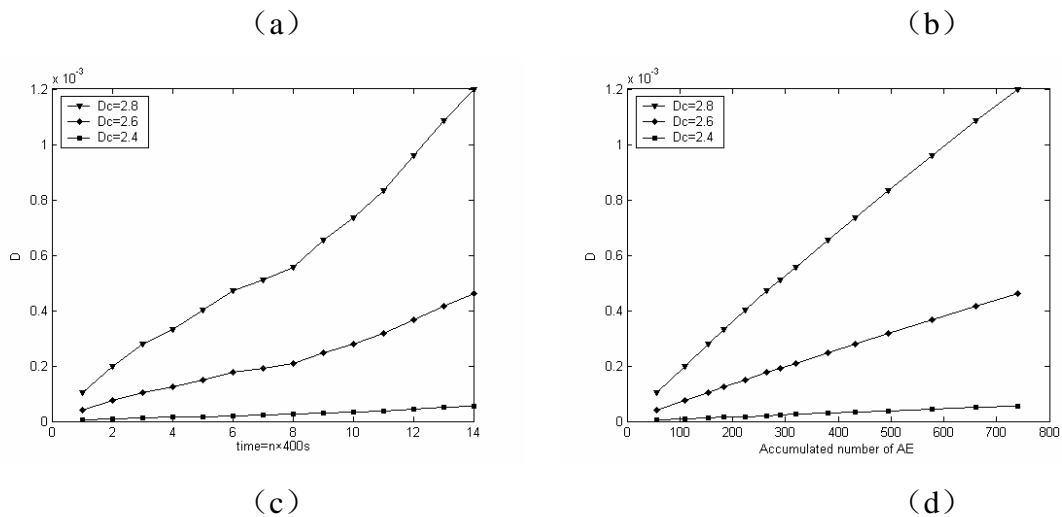 （a）
（b）
x 10⁻³
1.2
1
0.8
0.6
0.4
0.2
0
D
Dc=2.8
Dc=2.6
Dc=2.4
0 2 4 6 8 10 12 14
time=n×400s
x 10⁻³
1.2
1
0.8
0.6
0.4
0.2
0
D
Dc=2.8
Dc=2.6
Dc=2.4
0 100 200 300 400 500 600 700 800
Accumulated number of AE
（c）
（d）